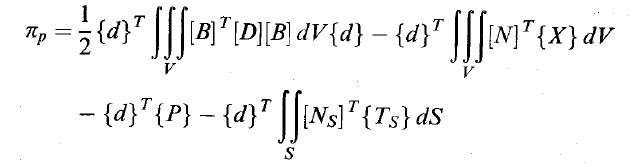 π_p = 1/2 {d}^T ∭_V [B]^T [D][B] dV{d} − {d}^T ∭_V [N]^T {X} dV
− {d}^T {P} − {d}^T ∬_S [N_S]^T {T_S} dS